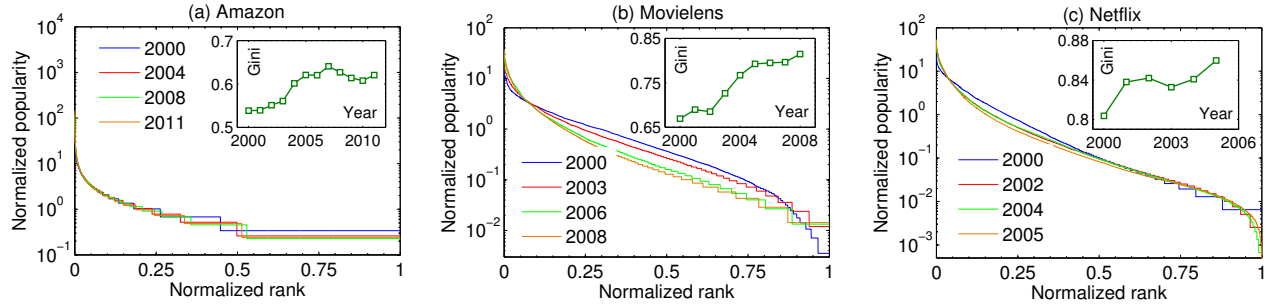 (a) Amazon
Normalized popularity
10^4
10^3
10^2
10^1
10^0
10^-1
2000
2004
2008
2011
0.7
0.6
0.5
Gini
Year
2000 2005 2010
0 0.25 0.5 0.75 1
Normalized rank
(b) Movielens
Normalized popularity
10^2
10^1
10^0
10^-1
10^-2
2000
2003
2006
2008
0.85
0.75
0.65
Gini
Year
2000 2002 2004 2006 2008
0 0.25 0.5 0.75 1
Normalized rank
(c) Netflix
Normalized popularity
10^2
10^1
10^0
10^-1
10^-2
10^-3
2000
2002
2004
2005
0.88
0.84
0.8
Gini
Year
2000 2003 2006
0 0.25 0.5 0.75 1
Normalized rank